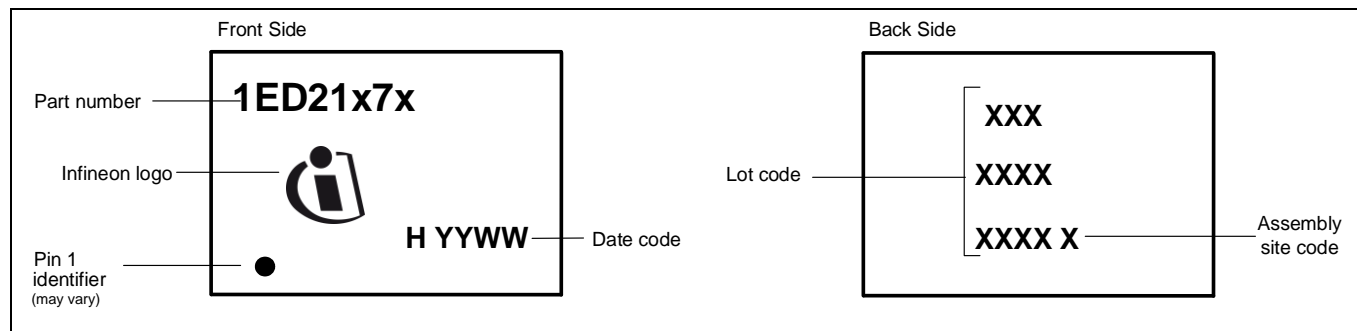 Front Side
Part number
1ED21x7x
Infineon logo
H YYWW
Date code
Pin 1
identifier
(may vary)
Back Side
XXX
Lot code
XXXX
XXXX X
Assembly
site code